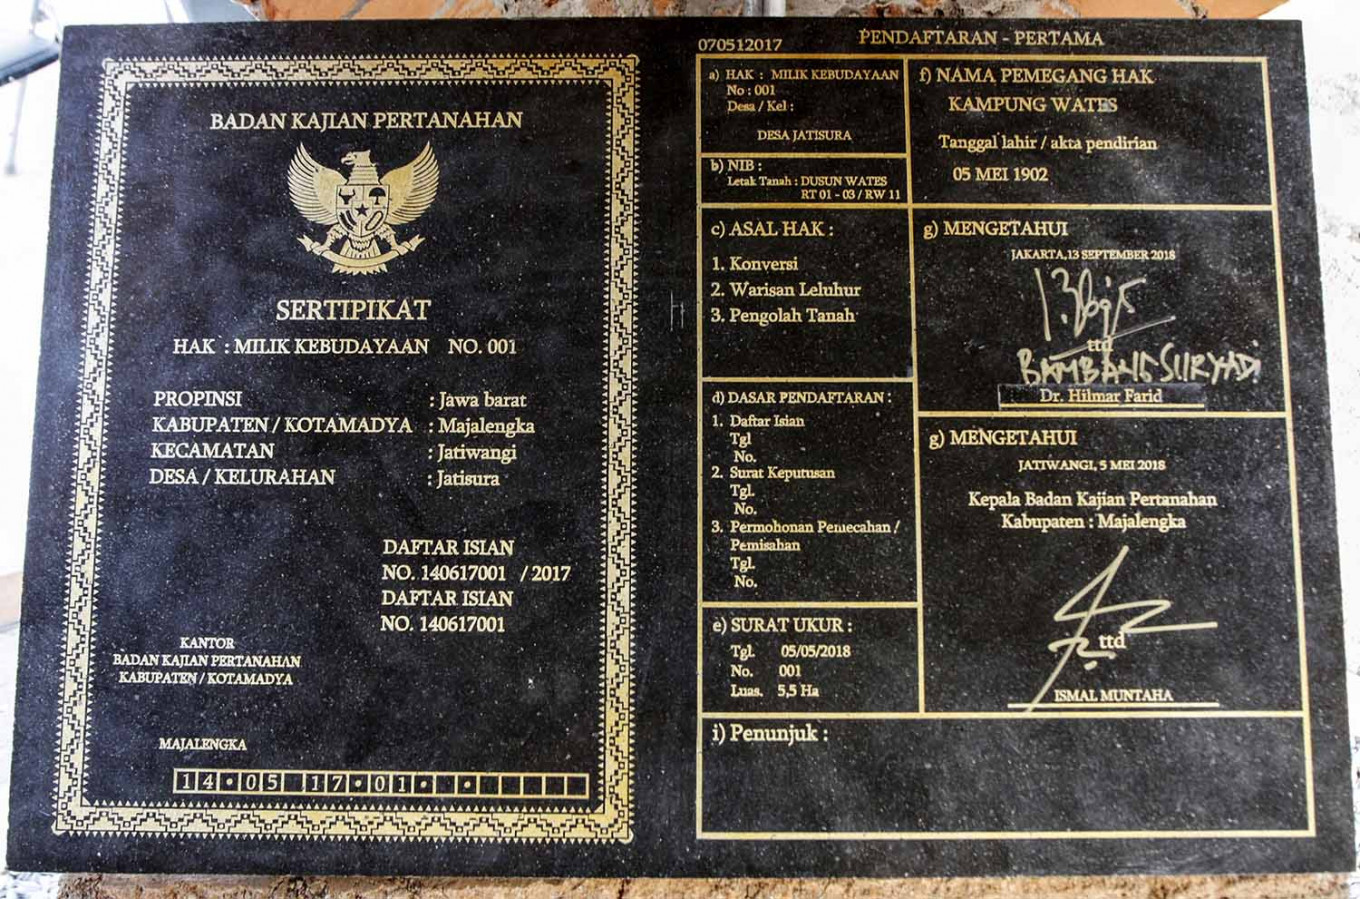 BADAN KAJIAN PERTANAHAN
SERTIPIKAT
HAK : MILIK KEBUDAYAAN NO. 001
PROPINSI : Jawa barat
KABUPATEN / KOTAMADYA : Majalengka
KECAMATAN : Jatiwangi
DESA / KELURAHAN : Jatisura
DAFTAR ISIAN
NO. 140617001 / 2017
DAFTAR ISIAN
NO. 140617001
KANTOR
BADAN KAJIAN PERTANAHAN
KABUPATEN / KOTAMADYA
MAJALENGKA
14 • 05 17 • 01 • •
070512017
PENDAFTARAN - PERTAMA
a) HAK : MILIK KEBUDAYAAN
No : 001
Desa / Kel :
DESA JATISURA
b) NIB :
Letak Tanah : DUSUN WATES
RT 01 - 03 / RW 11
c) ASAL HAK :
1. Konversi
2. Warisan Leluhur
3. Pengolah Tanah
d) DASAR PENDAFTARAN :
1. Daftar Isian
Tgl
No.
2. Surat Keputusan
Tgl.
No.
3. Permohonan Pemecahan /
Pemisahan
Tgl.
No.
e) SURAT UKUR :
Tgl. 05/05/2018
No. 001
Luas. 5,5 Ha
f) NAMA PEMEGANG HAK
KAMPUNG WATES
Tanggal lahir / akta pendirian
05 MEI 1902
g) MENGETAHUI
JAKARTA,13 SEPTEMBER 2018
ttd
BAMBANG SURYADI
Dr. Hilmar Farid
g) MENGETAHUI
JATIWANGI, 5 MEI 2018
Kepala Badan Kajian Pertanahan
Kabupaten : Majalengka
ttd
ISMAL MUNTAHA
i) Penunjuk :